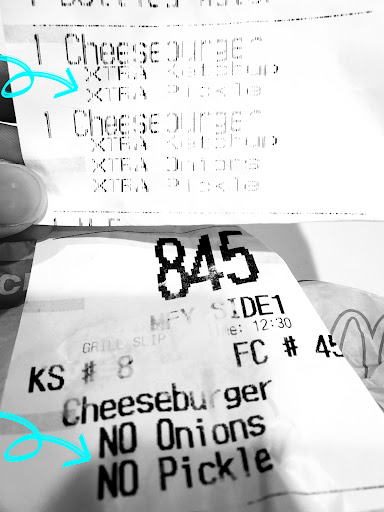 1 Cheeseburger
XTRA Ketchup
XTRA Pickle
1 Cheeseburger
XTRA Ketchup
XTRA Onions
XTRA Pickle
845
MFY SIDE1
GRILL SLIP
12:30
KS # 8
FC # 45
Cheeseburger
NO Onions
NO Pickle